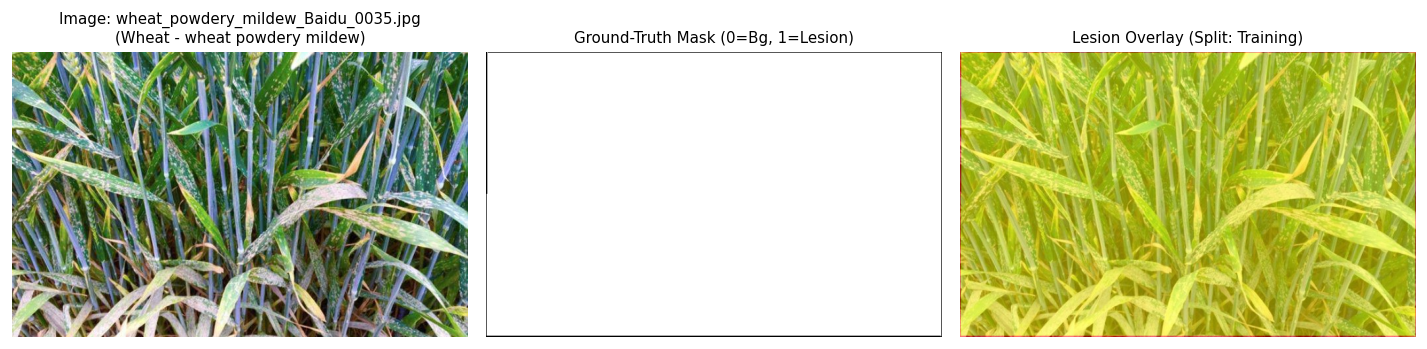 Image: wheat_powdery_mildew_Baidu_0035.jpg
(Wheat - wheat powdery mildew)
Ground-Truth Mask (0=Bg, 1=Lesion)
Lesion Overlay (Split: Training)